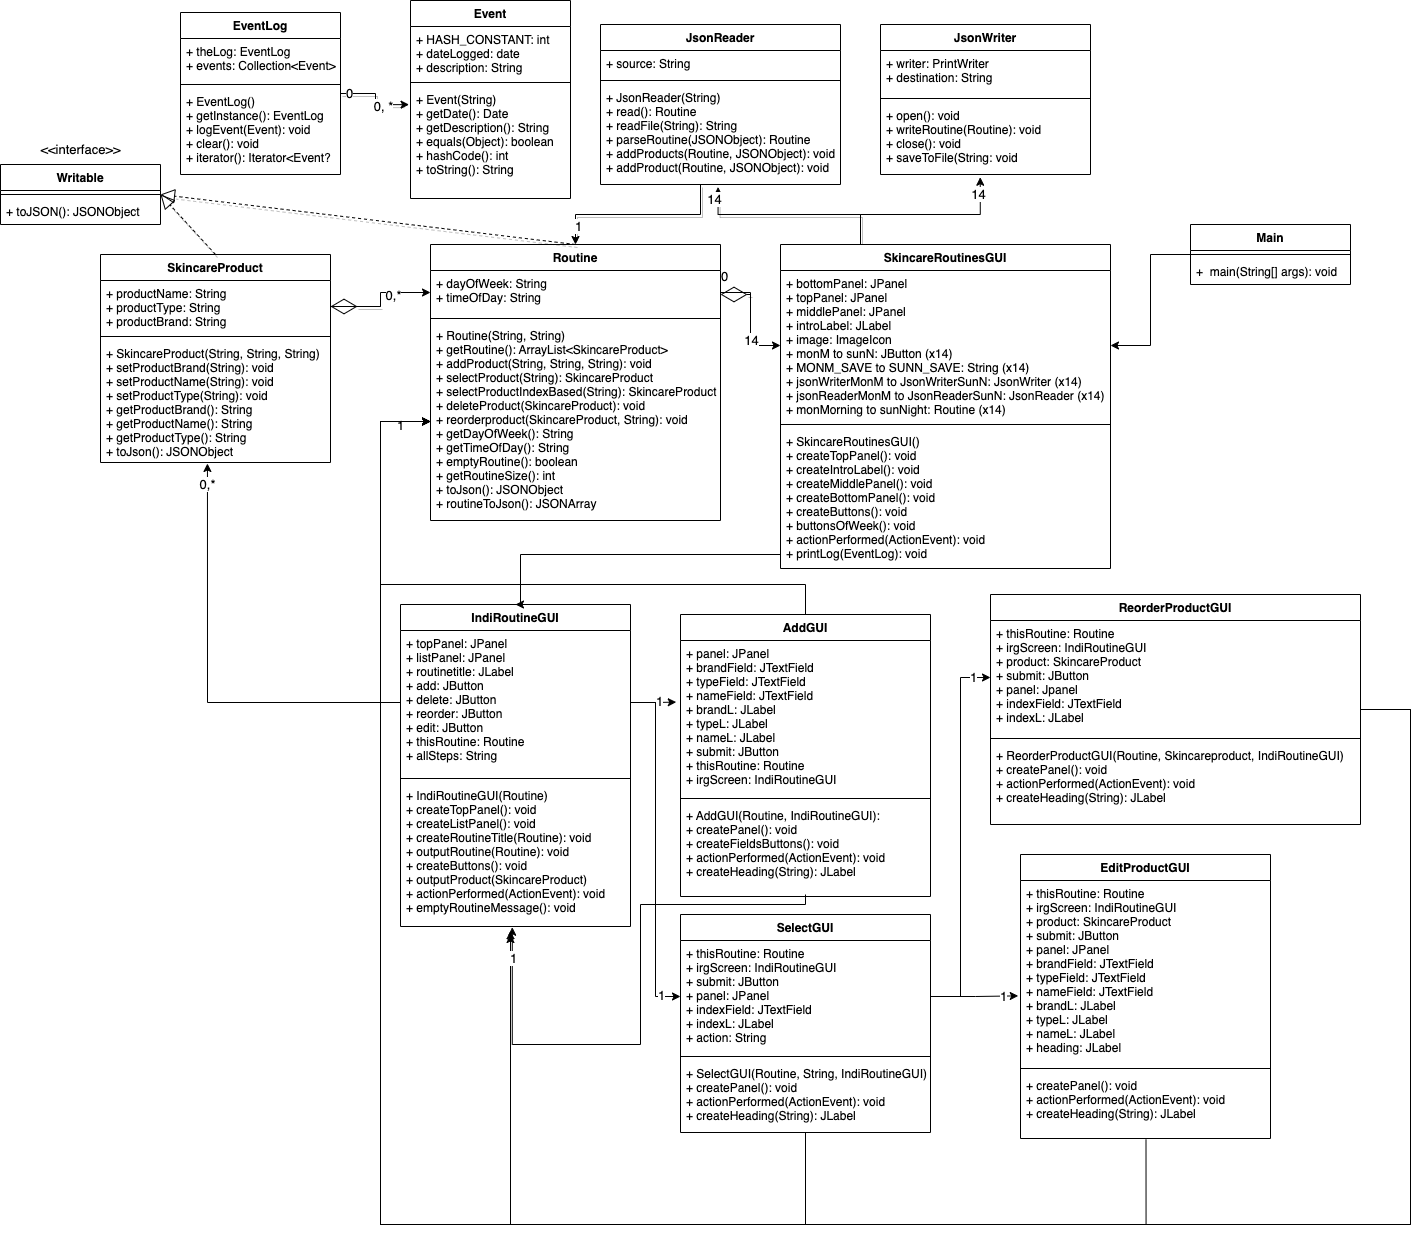 EventLog
+ theLog: EventLog
+ events: Collection<Event>
+ EventLog()
+ getInstance(): EventLog
+ logEvent(Event): void
+ clear(): void
+ iterator(): Iterator<Event?
0
0, *
Event
+ HASH_CONSTANT: int
+ dateLogged: date
+ description: String
+ Event(String)
+ getDate(): Date
+ getDescription(): String
+ equals(Object): boolean
+ hashCode(): int
+ toString(): String
JsonReader
+ source: String
+ JsonReader(String)
+ read(): Routine
+ readFile(String): String
+ parseRoutine(JSONObject): Routine
+ addProducts(Routine, JSONObject): void
+ addProduct(Routine, JSONObject): void
JsonWriter
+ writer: PrintWriter
+ destination: String
+ open(): void
+ writeRoutine(Routine): void
+ close(): void
+ saveToFile(String: void
<<interface>>
Writable
+ toJSON(): JSONObject
1
14
14
Main
+  main(String[] args): void
SkincareProduct
+ productName: String
+ productType: String
+ productBrand: String
+ SkincareProduct(String, String, String)
+ setProductBrand(String): void
+ setProductName(String): void
+ setProductType(String): void
+ getProductBrand(): String
+ getProductName(): String
+ getProductType(): String
+ toJson(): JSONObject
0,*
0,*
Routine
+ dayOfWeek: String
+ timeOfDay: String
+ Routine(String, String)
+ getRoutine(): ArrayList<SkincareProduct>
+ addProduct(String, String, String): void
+ selectProduct(String): SkincareProduct
+ selectProductIndexBased(String): SkincareProduct
+ deleteProduct(SkincareProduct): void
+ reorderproduct(SkincareProduct, String): void
+ getDayOfWeek(): String
+ getTimeOfDay(): String
+ emptyRoutine(): boolean
+ getRoutineSize(): int
+ toJson(): JSONObject
+ routineToJson(): JSONArray
1
0
14
SkincareRoutinesGUI
+ bottomPanel: JPanel
+ topPanel: JPanel
+ middlePanel: JPanel
+ introLabel: JLabel
+ image: ImageIcon
+ monM to sunN: JButton (x14)
+ MONM_SAVE to SUNN_SAVE: String (x14)
+ jsonWriterMonM to JsonWriterSunN: JsonWriter (x14)
+ jsonReaderMonM to JsonReaderSunN: JsonReader (x14)
+ monMorning to sunNight: Routine (x14)
+ SkincareRoutinesGUI()
+ createTopPanel(): void
+ createIntroLabel(): void
+ createMiddlePanel(): void
+ createBottomPanel(): void
+ createButtons(): void
+ buttonsOfWeek(): void
+ actionPerformed(ActionEvent): void
+ printLog(EventLog): void
IndiRoutineGUI
+ topPanel: JPanel
+ listPanel: JPanel
+ routinetitle: JLabel
+ add: JButton
+ delete: JButton
+ reorder: JButton
+ edit: JButton
+ thisRoutine: Routine
+ allSteps: String
+ IndiRoutineGUI(Routine)
+ createTopPanel(): void
+ createListPanel(): void
+ createRoutineTitle(Routine): void
+ outputRoutine(Routine): void
+ createButtons(): void
+ outputProduct(SkincareProduct)
+ actionPerformed(ActionEvent): void
+ emptyRoutineMessage(): void
1
1
1
AddGUI
+ panel: JPanel
+ brandField: JTextField
+ typeField: JTextField
+ nameField: JTextField
+ brandL: JLabel
+ typeL: JLabel
+ nameL: JLabel
+ submit: JButton
+ thisRoutine: Routine
+ irgScreen: IndiRoutineGUI
+ AddGUI(Routine, IndiRoutineGUI):
+ createPanel(): void
+ createFieldsButtons(): void
+ actionPerformed(ActionEvent): void
+ createHeading(String): JLabel
SelectGUI
+ thisRoutine: Routine
+ irgScreen: IndiRoutineGUI
+ submit: JButton
+ panel: JPanel
+ indexField: JTextField
+ indexL: JLabel
+ action: String
+ SelectGUI(Routine, String, IndiRoutineGUI)
+ createPanel(): void
+ actionPerformed(ActionEvent): void
+ createHeading(String): JLabel
1
1
ReorderProductGUI
+ thisRoutine: Routine
+ irgScreen: IndiRoutineGUI
+ product: SkincareProduct
+ submit: JButton
+ panel: Jpanel
+ indexField: JTextField
+ indexL: JLabel
+ ReorderProductGUI(Routine, Skincareproduct, IndiRoutineGUI)
+ createPanel(): void
+ actionPerformed(ActionEvent): void
+ createHeading(String): JLabel
EditProductGUI
+ thisRoutine: Routine
+ irgScreen: IndiRoutineGUI
+ product: SkincareProduct
+ submit: JButton
+ panel: JPanel
+ brandField: JTextField
+ typeField: JTextField
+ nameField: JTextField
+ brandL: JLabel
+ typeL: JLabel
+ nameL: JLabel
+ heading: JLabel
+ createPanel(): void
+ actionPerformed(ActionEvent): void
+ createHeading(String): JLabel